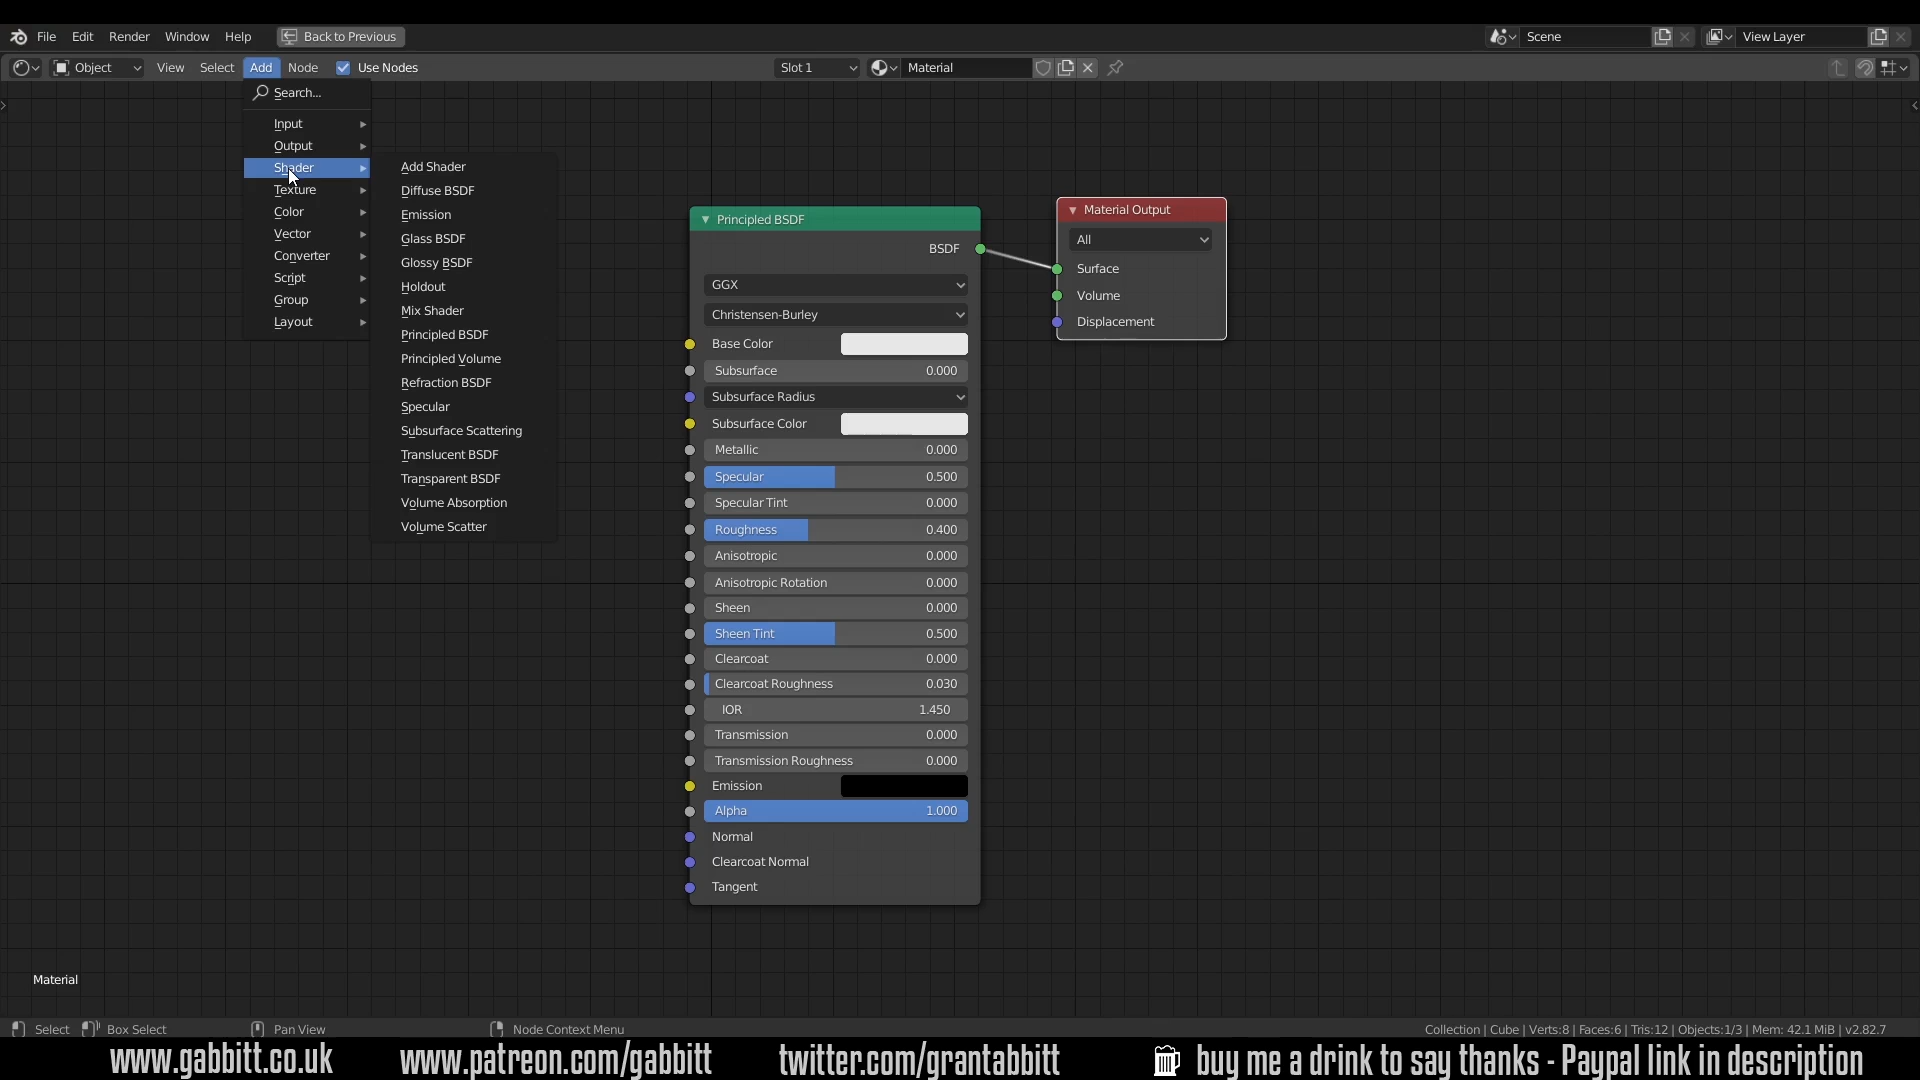 File Edit Render Window Help Back to Previous Scene View Layer
Object View Select Add Node Use Nodes Slot 1 Material
Search...
Input
Output
Shader
Texture
Color
Vector
Converter
Script
Group
Layout
Add Shader
Diffuse BSDF
Emission
Glass BSDF
Glossy BSDF
Holdout
Mix Shader
Principled BSDF
Principled Volume
Refraction BSDF
Specular
Subsurface Scattering
Translucent BSDF
Transparent BSDF
Volume Absorption
Volume Scatter
Principled BSDF
BSDF
GGX
Christensen-Burley
Base Color
Subsurface 0.000
Subsurface Radius
Subsurface Color
Metallic 0.000
Specular 0.500
Specular Tint 0.000
Roughness 0.400
Anisotropic 0.000
Anisotropic Rotation 0.000
Sheen 0.000
Sheen Tint 0.500
Clearcoat 0.000
Clearcoat Roughness 0.030
IOR 1.450
Transmission 0.000
Transmission Roughness 0.000
Emission
Alpha 1.000
Normal
Clearcoat Normal
Tangent
Material Output
All
Surface
Volume
Displacement
Material
Select Box Select Pan View Node Context Menu Collection | Cube | Verts:8 | Faces:6 | Tris:12 | Objects:1/3 | Mem: 42.1 MiB | v2.82.7
www.gabbitt.co.uk www.patreon.com/gabbitt twitter.com/grantabbitt buy me a drink to say thanks - Paypal link in description